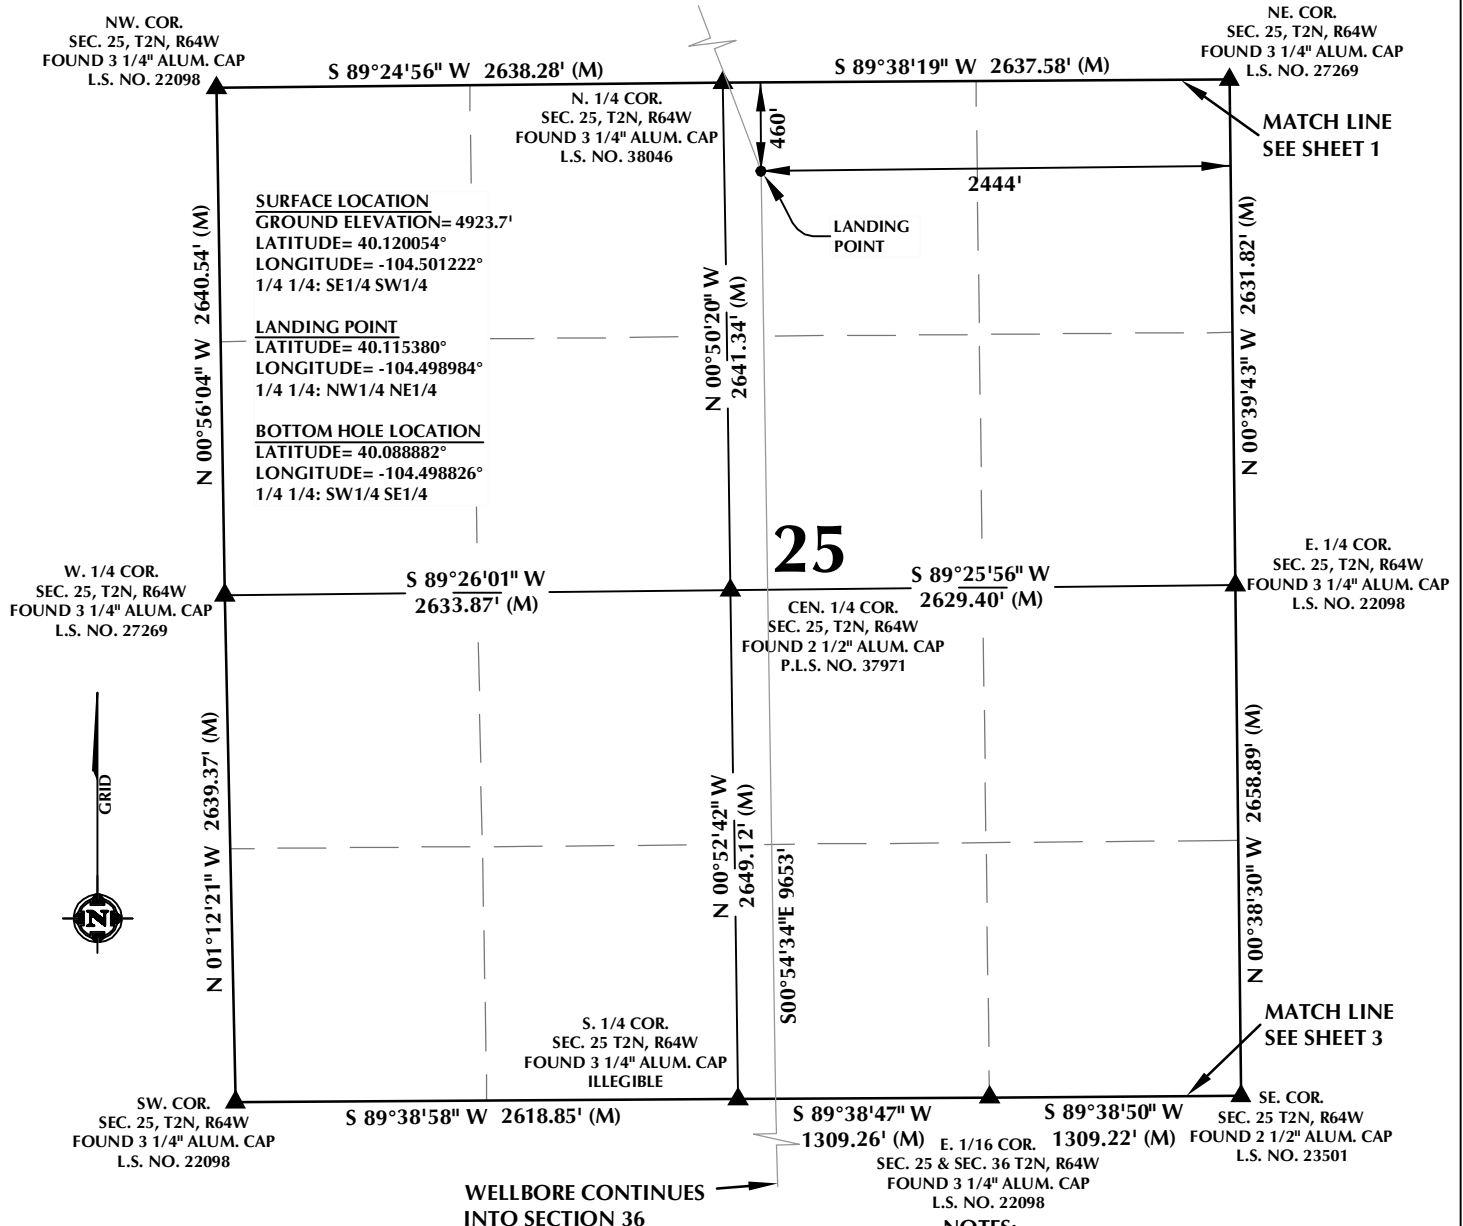 NW. COR.
SEC. 25, T2N, R64W
FOUND 3 1/4" ALUM. CAP
L.S. NO. 22098
S 89°24'56" W 2638.28' (M)
N. 1/4 COR.
SEC. 25, T2N, R64W
FOUND 3 1/4" ALUM. CAP
L.S. NO. 38046
S 89°38'19" W 2637.58' (M)
NE. COR.
SEC. 25, T2N, R64W
FOUND 3 1/4" ALUM. CAP
L.S. NO. 27269
MATCH LINE
SEE SHEET 1
460'
2444'
LANDING
POINT
SURFACE LOCATION
GROUND ELEVATION= 4923.7'
LATITUDE= 40.120054°
LONGITUDE= -104.501222°
1/4 1/4: SE1/4 SW1/4
LANDING POINT
LATITUDE= 40.115380°
LONGITUDE= -104.498984°
1/4 1/4: NW1/4 NE1/4
BOTTOM HOLE LOCATION
LATITUDE= 40.088882°
LONGITUDE= -104.498826°
1/4 1/4: SW1/4 SE1/4
N 00°56'04" W 2640.54' (M)
N 00°50'20" W
2641.34' (M)
N 00°39'43" W 2631.82' (M)
25
W. 1/4 COR.
SEC. 25, T2N, R64W
FOUND 3 1/4" ALUM. CAP
L.S. NO. 27269
S 89°26'01" W
2633.87' (M)
S 89°25'56" W
2629.40' (M)
CEN. 1/4 COR.
SEC. 25, T2N, R64W
FOUND 2 1/2" ALUM. CAP
P.L.S. NO. 37971
E. 1/4 COR.
SEC. 25, T2N, R64W
FOUND 3 1/4" ALUM. CAP
L.S. NO. 22098
GRID
N
N 01°12'21" W 2639.37' (M)
N 00°52'42" W
2649.12' (M)
S00°54'34"E 9653'
N 00°38'30" W 2658.89' (M)
MATCH LINE
SEE SHEET 3
S. 1/4 COR.
SEC. 25 T2N, R64W
FOUND 3 1/4" ALUM. CAP
ILLEGIBLE
SW. COR.
SEC. 25, T2N, R64W
FOUND 3 1/4" ALUM. CAP
L.S. NO. 22098
S 89°38'58" W 2618.85' (M)
S 89°38'47" W
1309.26' (M)
E. 1/16 COR.
SEC. 25 & SEC. 36 T2N, R64W
FOUND 3 1/4" ALUM. CAP
L.S. NO. 22098
S 89°38'50" W
1309.22' (M)
SE. COR.
SEC. 25 T2N, R64W
FOUND 2 1/2" ALUM. CAP
L.S. NO. 23501
WELLBORE CONTINUES
INTO SECTION 36
NOTES: